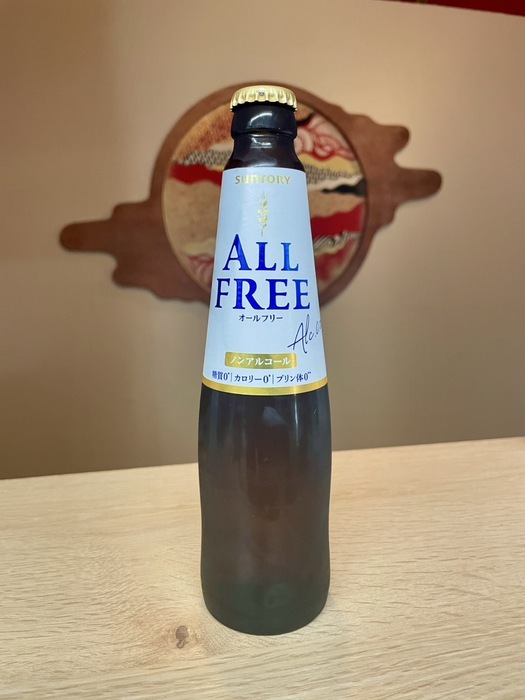 SUNTORY
ALL
FREE
オールフリー
ノンアルコール
糖質0* | カロリー0* | プリン体0**